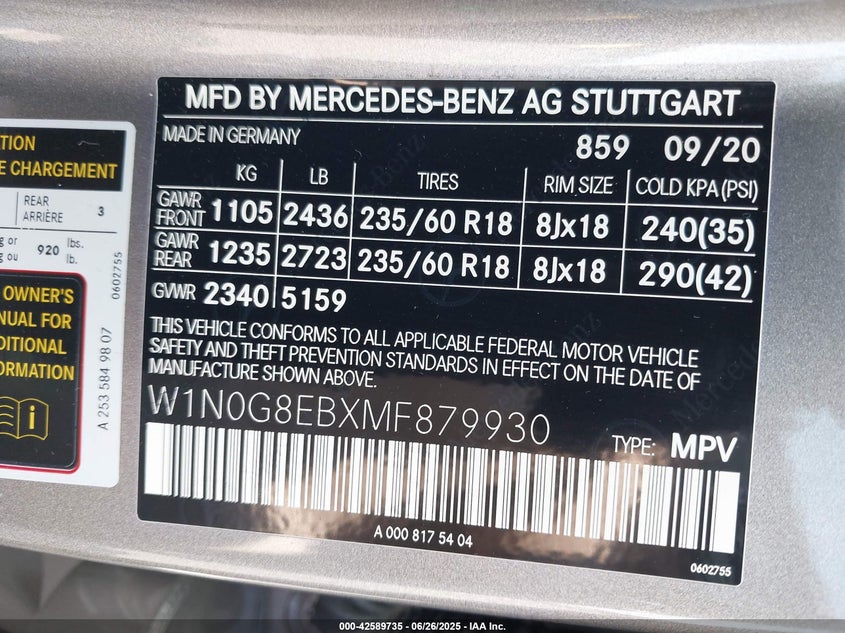 TION
E CHARGEMENT
REAR
ARRIÈRE
3
g or
g ou
920
lbs.
lb.
0602755
OWNER'S
NUAL FOR
DITIONAL
FORMATION
A 253 584 98 07
MFD BY MERCEDES-BENZ AG STUTTGART
MADE IN GERMANY 859 09/20
KG LB TIRES RIM SIZE COLD KPA(PSI)
GAWR FRONT 1105 2436 235/60 R18 8Jx18 240(35)
GAWR REAR 1235 2723 235/60 R18 8Jx18 290(42)
GVWR 2340 5159
THIS VEHICLE CONFORMS TO ALL APPLICABLE FEDERAL MOTOR VEHICLE
SAFETY AND THEFT PREVENTION STANDARDS IN EFFECT ON THE DATE OF
MANUFACTURE SHOWN ABOVE.
W1N0G8EBXMF879930
TYPE: MPV
A 000 817 54 04
0602755
000-42589735 - 06/26/2025 - IAA Inc.